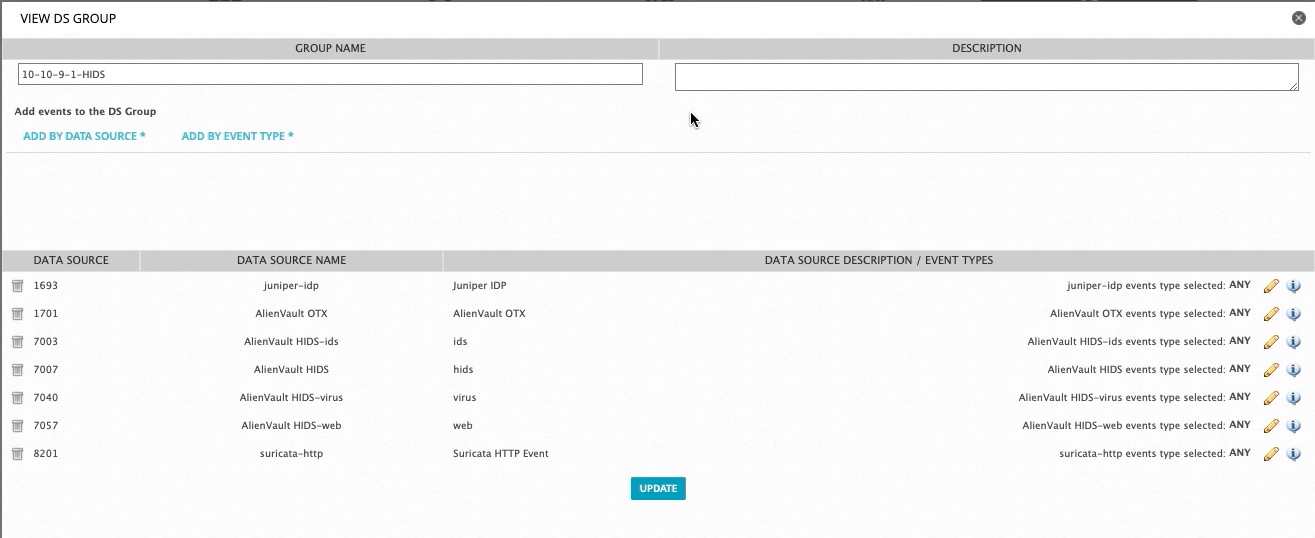 VIEW DS GROUP
GROUP NAME DESCRIPTION
10-10-9-1-HIDS
Add events to the DS Group
ADD BY DATA SOURCE * ADD BY EVENT TYPE *
DATA SOURCE DATA SOURCE NAME DATA SOURCE DESCRIPTION / EVENT TYPES
1693 juniper-idp Juniper IDP juniper-idp events type selected: ANY
1701 AlienVault OTX AlienVault OTX AlienVault OTX events type selected: ANY
7003 AlienVault HIDS-ids ids AlienVault HIDS-ids events type selected: ANY
7007 AlienVault HIDS hids AlienVault HIDS events type selected: ANY
7040 AlienVault HIDS-virus virus AlienVault HIDS-virus events type selected: ANY
7057 AlienVault HIDS-web web AlienVault HIDS-web events type selected: ANY
8201 suricata-http Suricata HTTP Event suricata-http events type selected: ANY
UPDATE